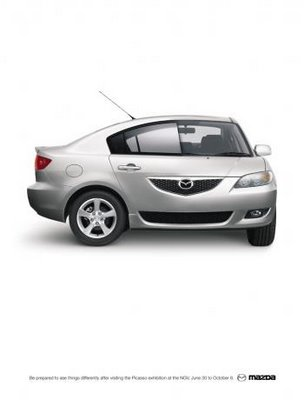 Be prepared to see things differently after visiting the Picasso exhibition at the NGV, June 30 to October 8. mazda